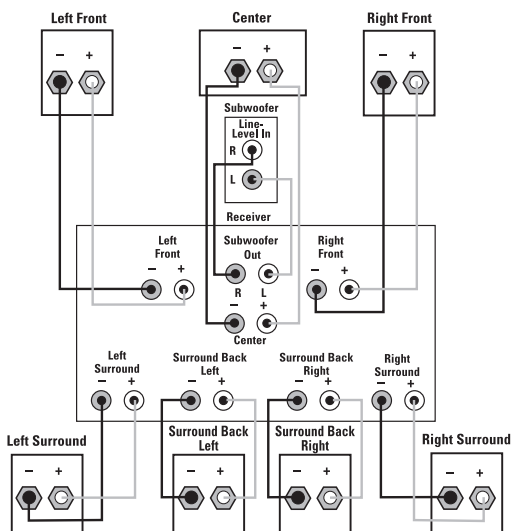 Left Front
Center
Right Front
– +
– +
– +
Subwoofer
Line-
Level In
R
L
Receiver
Left
Front
– +
Subwoofer
Out
R L
Right
Front
– +
– +
Center
Left
Surround
– +
Surround Back
Left
– +
Surround Back
Right
– +
Right
Surround
– +
Left Surround
– +
Surround Back
Left
– +
Surround Back
Right
– +
Right Surround
– +